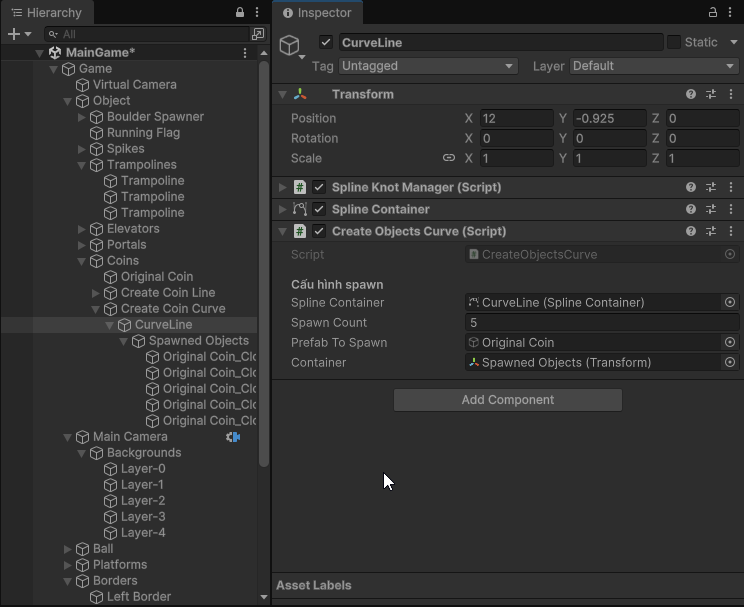 Hierarchy
All
MainGame*
Game
Virtual Camera
Object
Boulder Spawner
Running Flag
Spikes
Trampolines
Trampoline
Trampoline
Trampoline
Elevators
Portals
Coins
Original Coin
Create Coin Line
Create Coin Curve
CurveLine
Spawned Objects
Original Coin_Clo
Original Coin_Clo
Original Coin_Clo
Original Coin_Clo
Original Coin_Clo
Main Camera
Backgrounds
Layer-0
Layer-1
Layer-2
Layer-3
Layer-4
Ball
Platforms
Borders
Left Border
Inspector
CurveLine Static
Tag Untagged Layer Default
Transform
Position X 12 Y -0.925 Z 0
Rotation X 0 Y 0 Z 0
Scale X 1 Y 1 Z 1
# Spline Knot Manager (Script)
Spline Container
# Create Objects Curve (Script)
Script # CreateObjectsCurve
Cấu hình spawn
Spline Container CurveLine (Spline Container)
Spawn Count 5
Prefab To Spawn Original Coin
Container Spawned Objects (Transform)
Add Component
Asset Labels